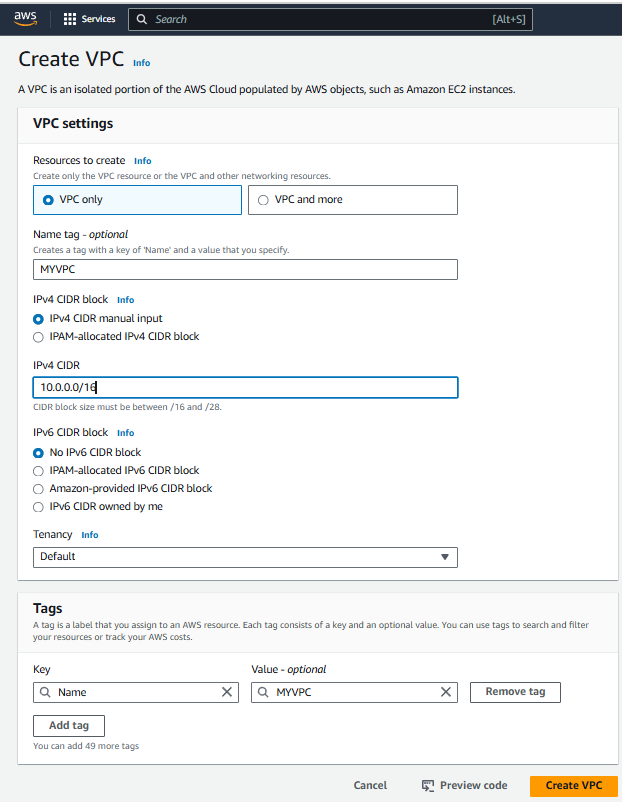 aws
Services
Search
[Alt+S]
Create VPC Info
A VPC is an isolated portion of the AWS Cloud populated by AWS objects, such as Amazon EC2 instances.
VPC settings
Resources to create Info
Create only the VPC resource or the VPC and other networking resources.
VPC only
VPC and more
Name tag - optional
Creates a tag with a key of 'Name' and a value that you specify.
MYVPC
IPv4 CIDR block Info
IPv4 CIDR manual input
IPAM-allocated IPv4 CIDR block
IPv4 CIDR
10.0.0.0/16
CIDR block size must be between /16 and /28.
IPv6 CIDR block Info
No IPv6 CIDR block
IPAM-allocated IPv6 CIDR block
Amazon-provided IPv6 CIDR block
IPv6 CIDR owned by me
Tenancy Info
Default
Tags
A tag is a label that you assign to an AWS resource. Each tag consists of a key and an optional value. You can use tags to search and filter
your resources or track your AWS costs.
Key
Value - optional
Name
MYVPC
Remove tag
Add tag
You can add 49 more tags
Cancel
Preview code
Create VPC